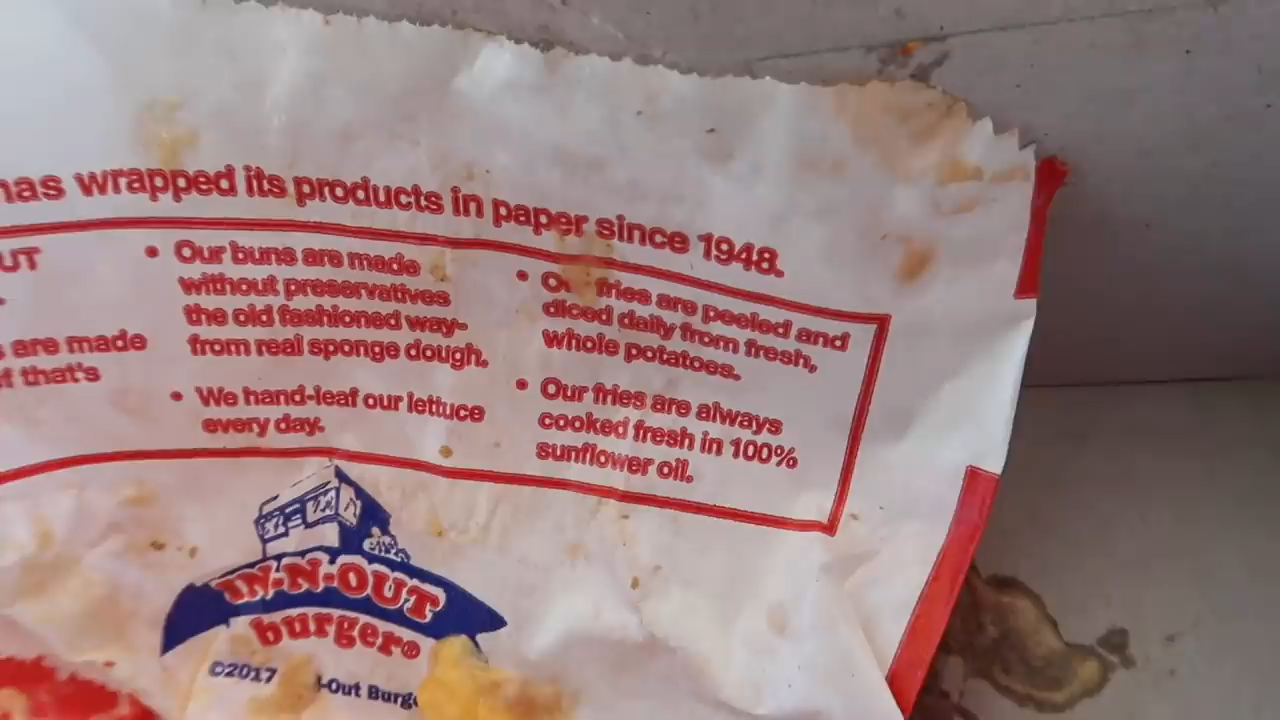 has wrapped its products in paper since 1948.
UT
are made
that's
• Our buns are made
without preservatives
the old fashioned way-
from real sponge dough.
• We hand-leaf our lettuce
every day.
• fries are peeled and
diced daily from fresh,
whole potatoes.
• Our fries are always
cooked fresh in 100%
sunflower oil.
IN-N-OUT
burger®
©2017 -Out